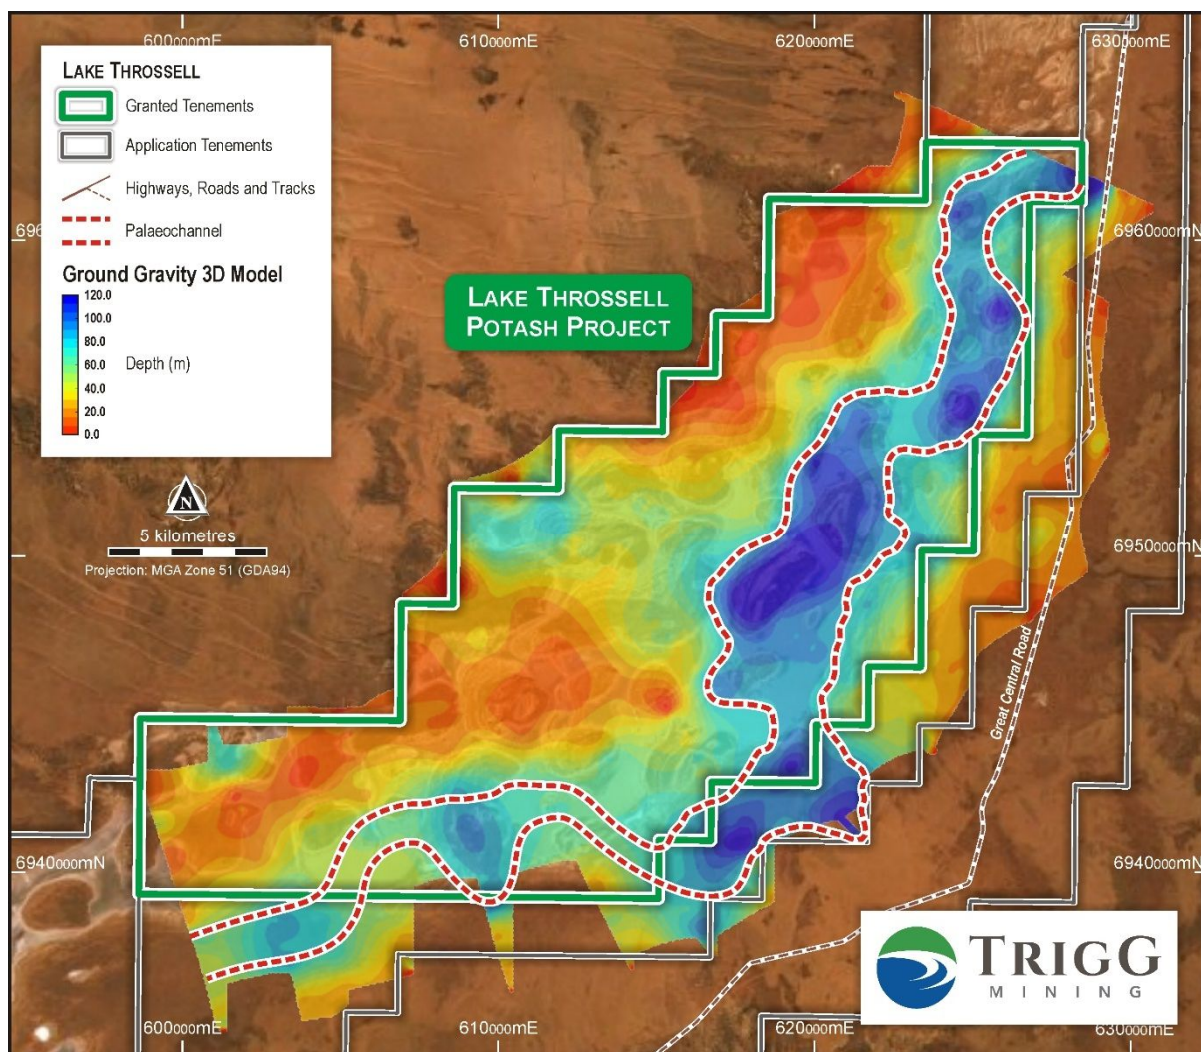 600000mE
610000mE
620000mE
630000mE
LAKE THROSSELL
Granted Tenements
Application Tenements
Highways, Roads and Tracks
Palaeochannel
Ground Gravity 3D Model
120.0
100.0
80.0
60.0
40.0
20.0
0.0
Depth (m)
696
6960000mN
LAKE THROSSELL
POTASH PROJECT
N
5 kilometres
Projection: MGA Zone 51 (GDA94)
6950000mN
Great Central Road
6940000mN
6940000mN
TRIGG
MINING
600000mE
610000mE
620000mE
630000mE